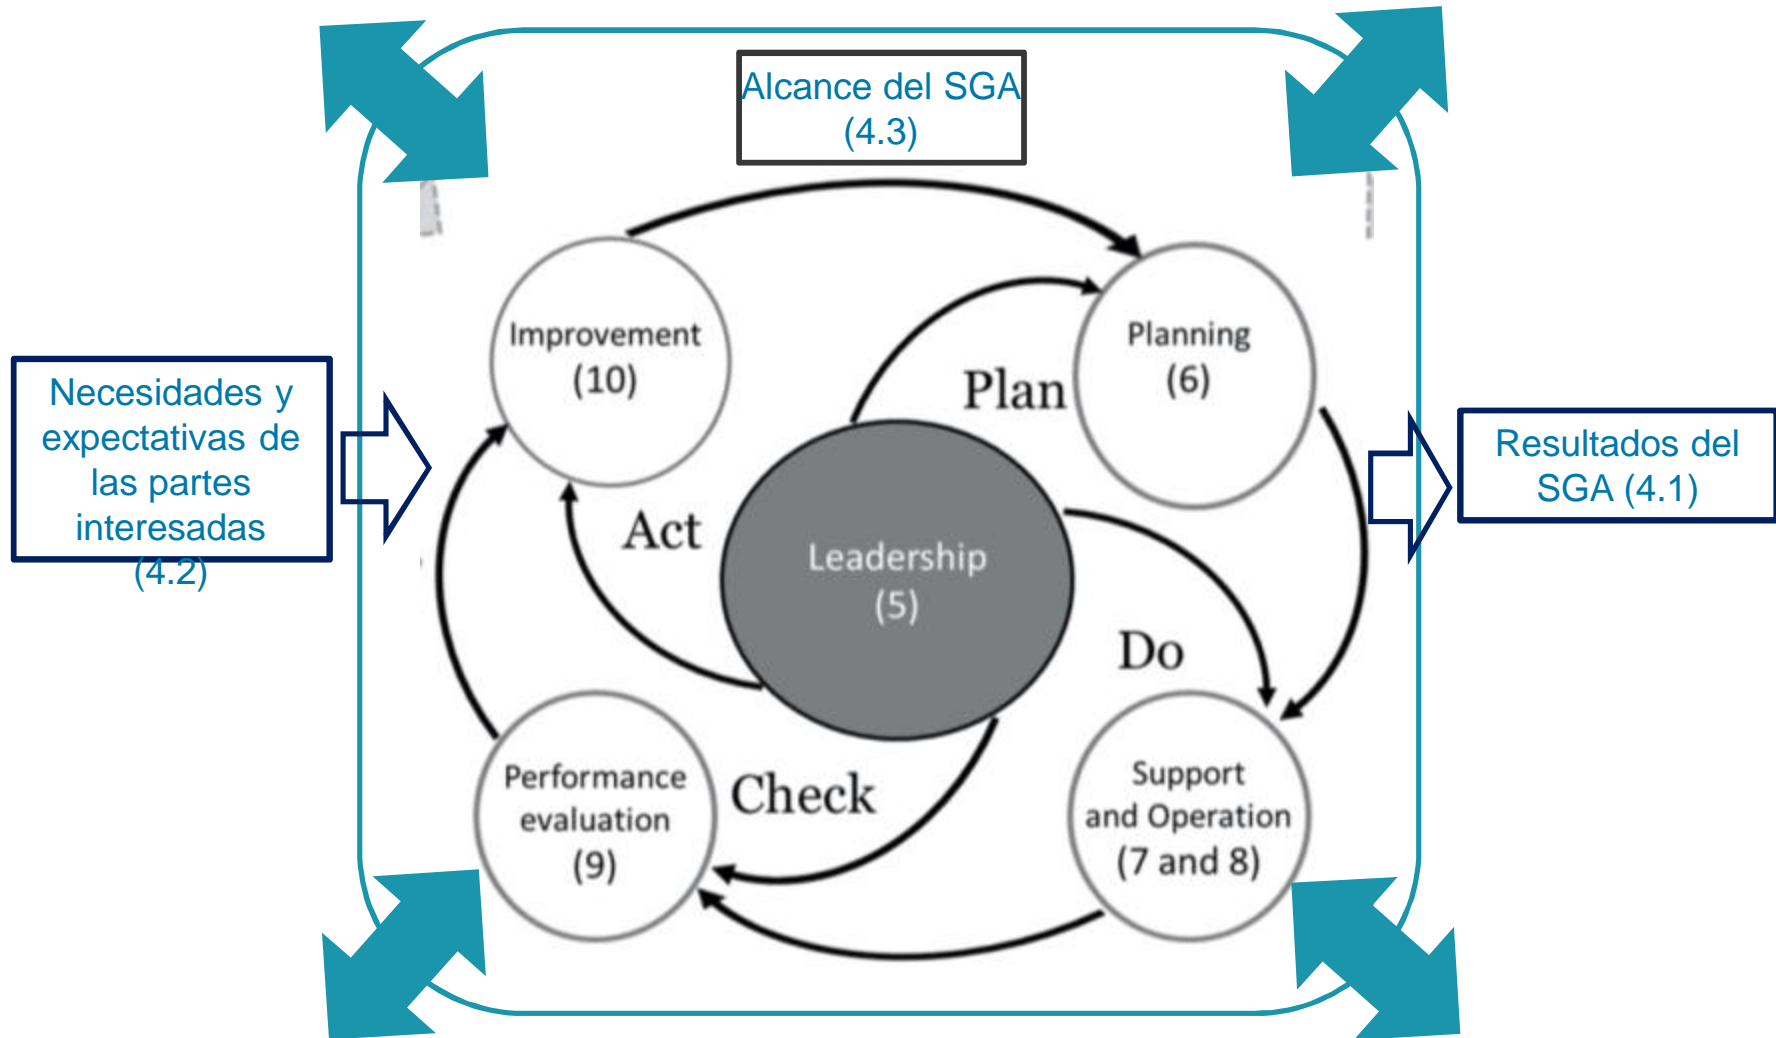 Alcance del SGA
(4.3)
Improvement
(10)
Planning
(6)
Plan
Necesidades y
expectativas de
las partes
interesadas
(4.2)
Resultados del
SGA (4.1)
Act
Leadership
(5)
Do
Performance
evaluation
(9)
Check
Support
and Operation
(7 and 8)